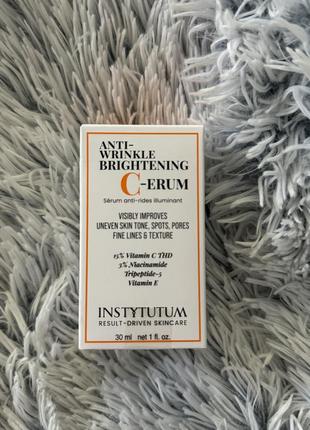 ANTI-
WRINKLE
BRIGHTENING
C-ERUM
Sérum anti-rides illuminant
VISIBLY IMPROVES
UNEVEN SKIN TONE, SPOTS, PORES
FINE LINES & TEXTURE
15% Vitamin C THD
3% Niacinamide
Tripeptide-5
Vitamin E
INSTYTUTUM
RESULT-DRIVEN SKINCARE
30 ml net 1 fl. oz.